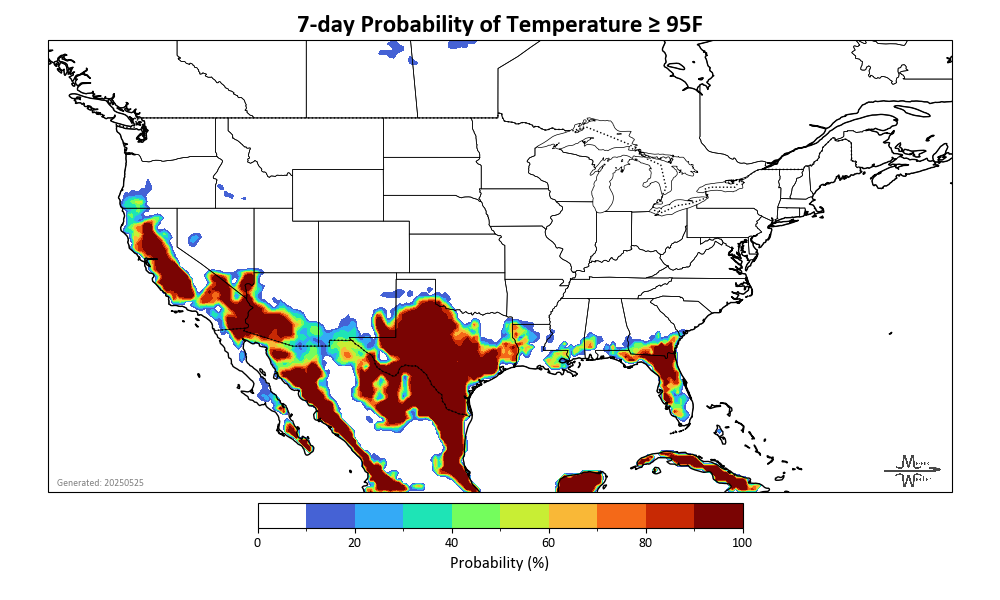 7-day Probability of Temperature ≥ 95F
Generated: 20250525
0 20 40 60 80 100
Probability (%)